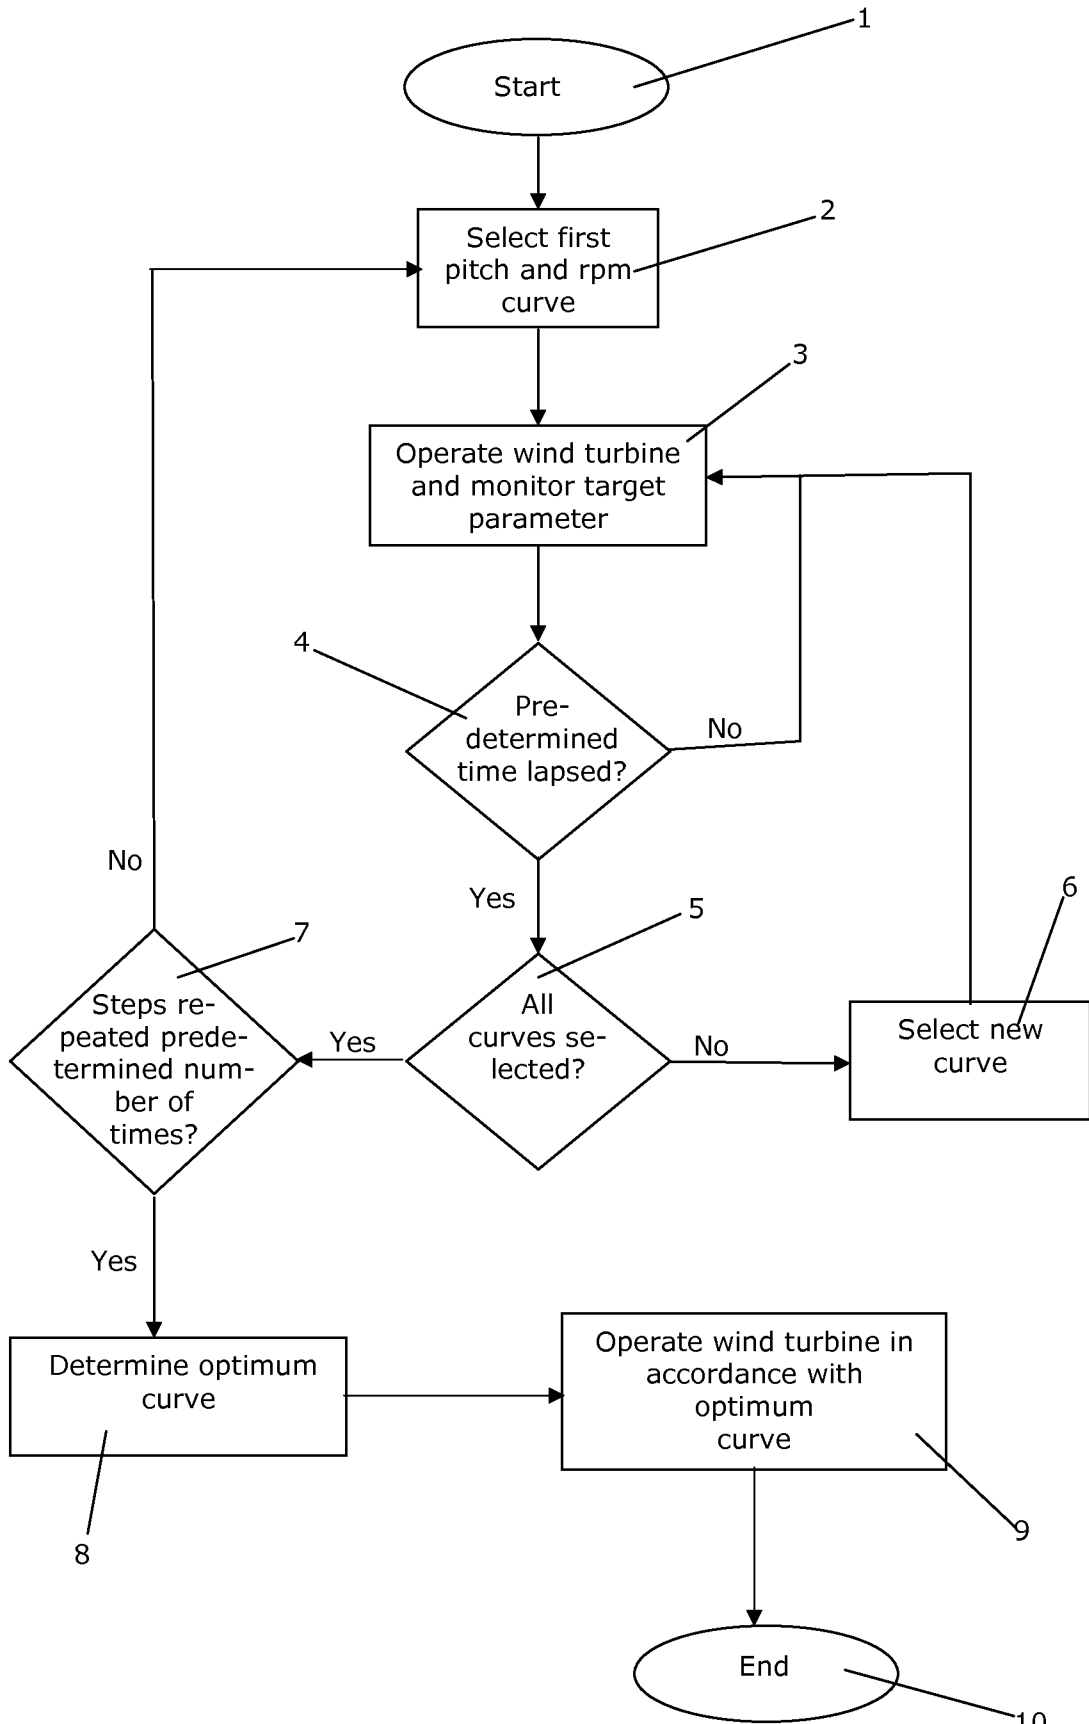 1
Start
2
Select first
pitch and rpm
curve
3
Operate wind turbine
and monitor target
parameter
4
Pre-
determined
time lapsed?
No
No
Yes
5
6
7
Steps re-
peated prede-
termined num-
ber of
times?
Yes
All
curves se-
lected?
No
Select new
curve
Yes
Determine optimum
curve
8
Operate wind turbine in
accordance with
optimum
curve
9
End
10